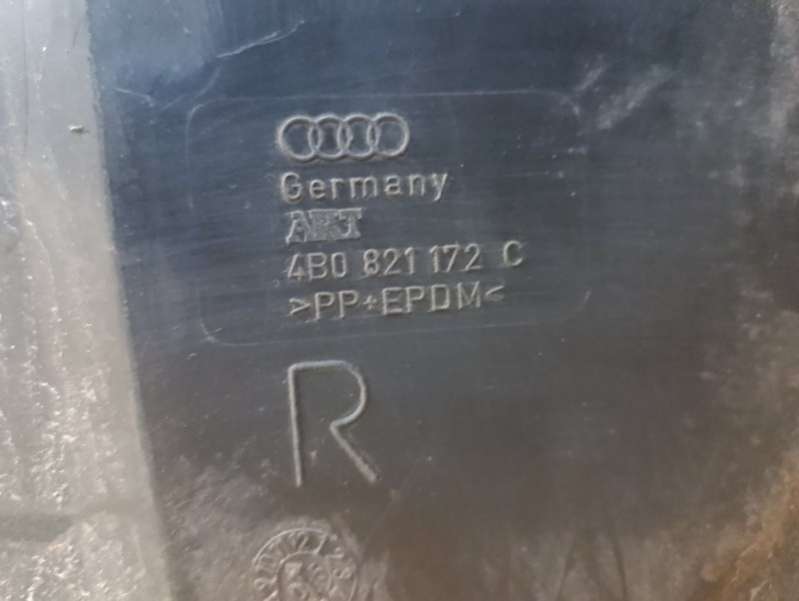 Germany
4B0 821 172 C
>PP+EPDM<
R